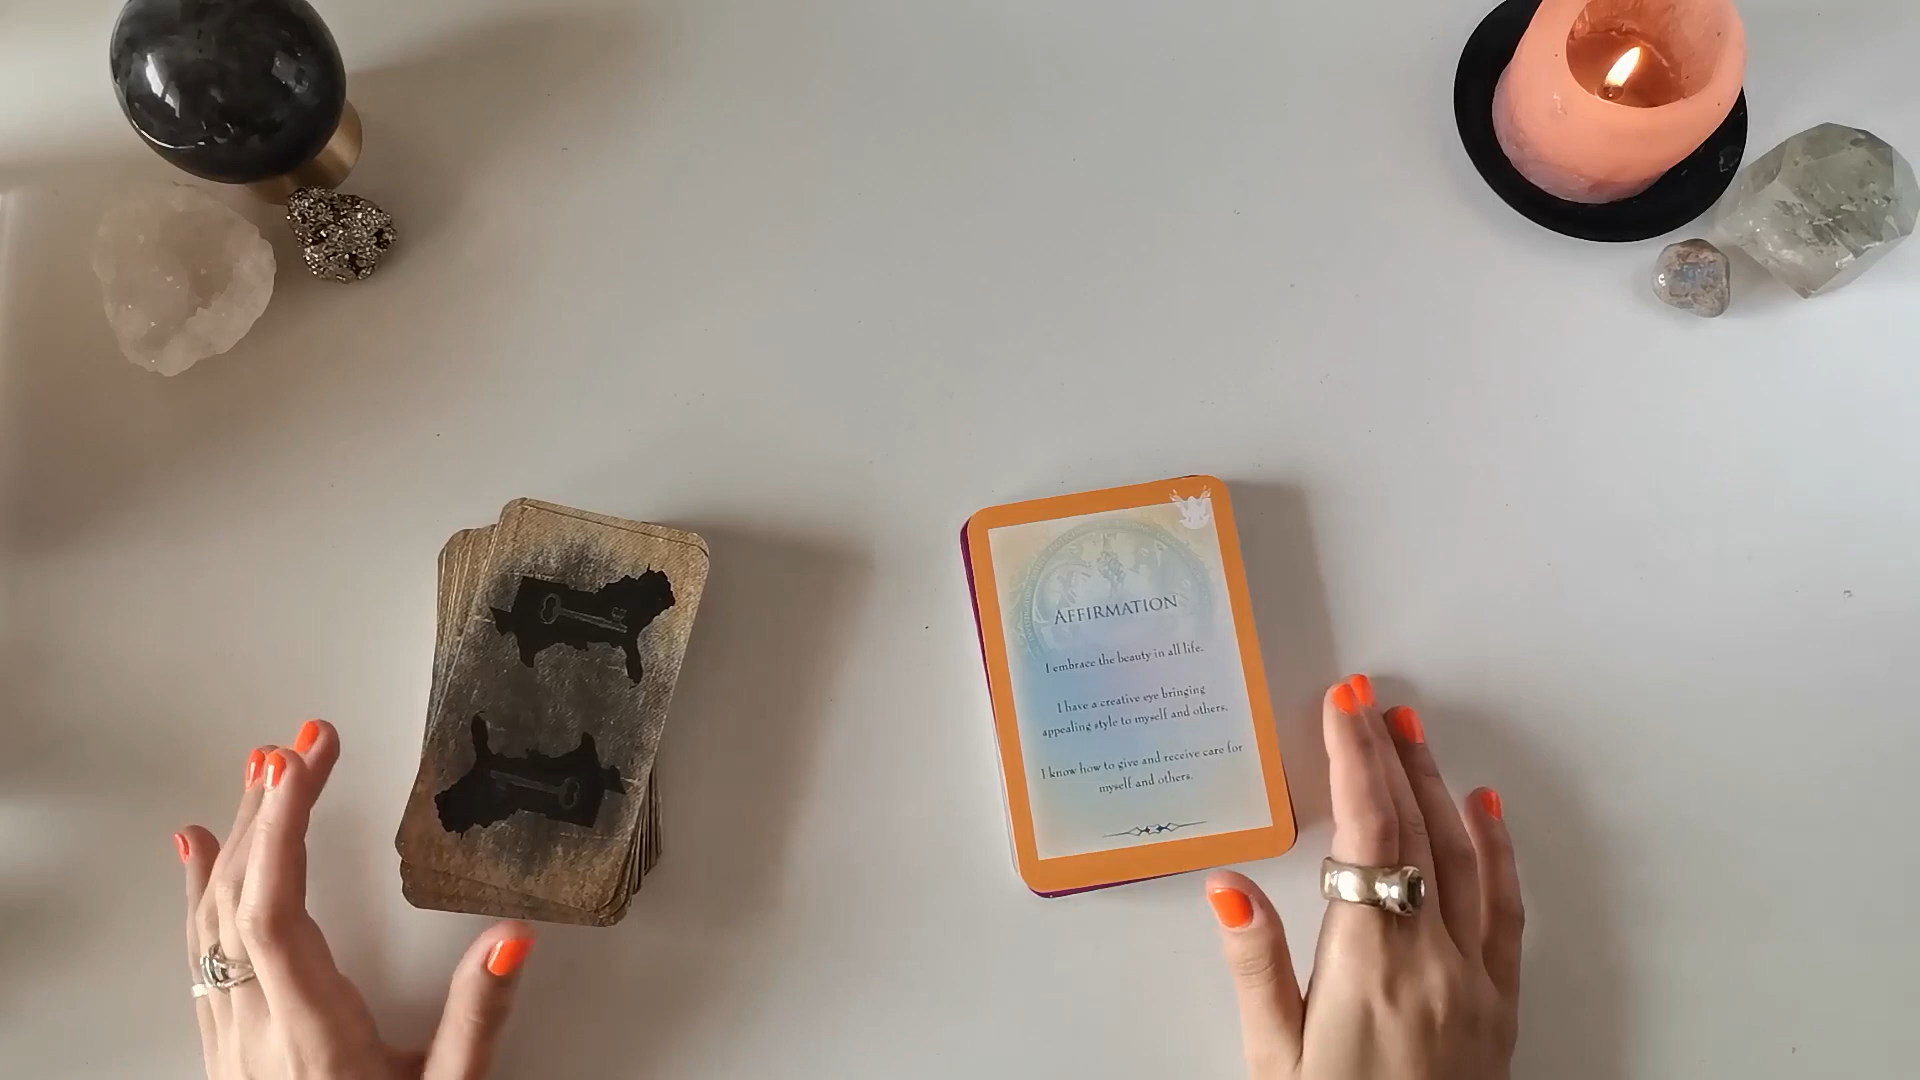 AFFIRMATION
I embrace the beauty in all life.
I have a creative eye bringing
appealing style to myself and others.
I know how to give and receive care for
myself and others.